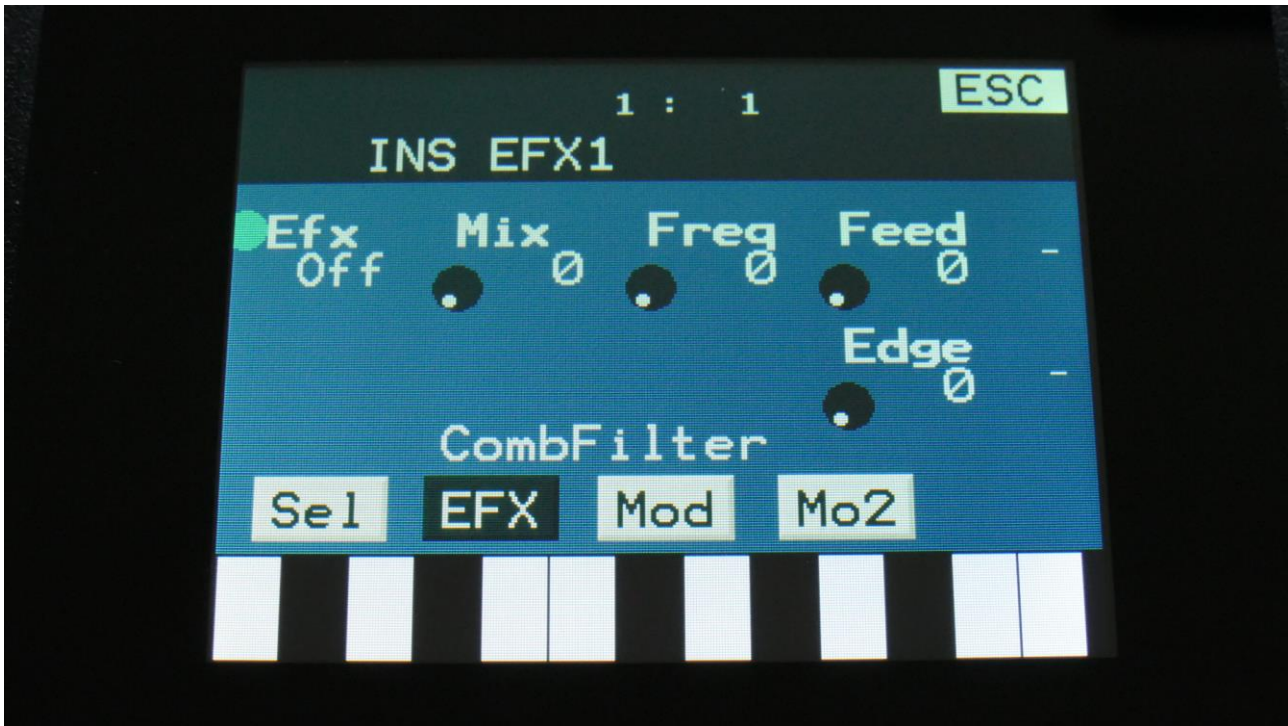 1 : 1 ESC
INS EFX1
Efx Mix Freq Feed -
Off 0 0 0
Edge
0 -
CombFilter
Sel EFX Mod Mo2